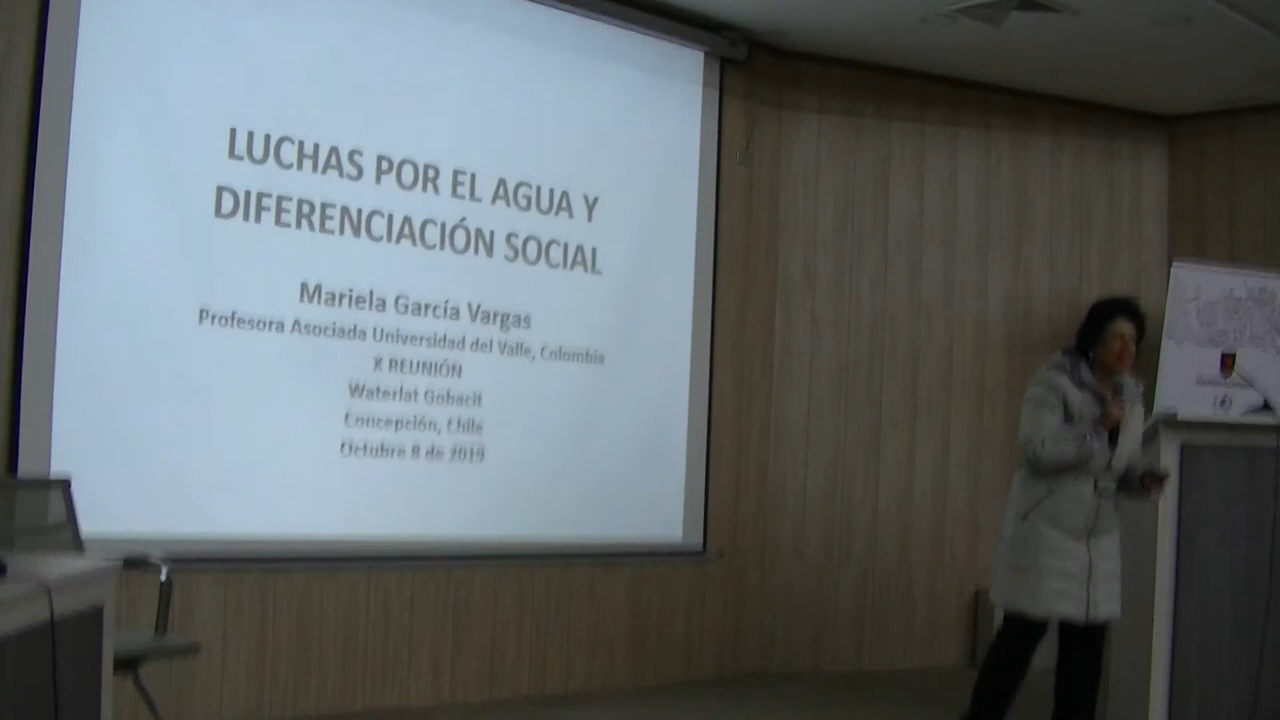 LUCHAS POR EL AGUA Y
DIFERENCIACIÓN SOCIAL
Mariela García Vargas
Profesora Asociada Universidad del Valle, Colombia
X REUNIÓN
Waterlat Gobacit
Concepción, Chile
Octubre 8 de 2019